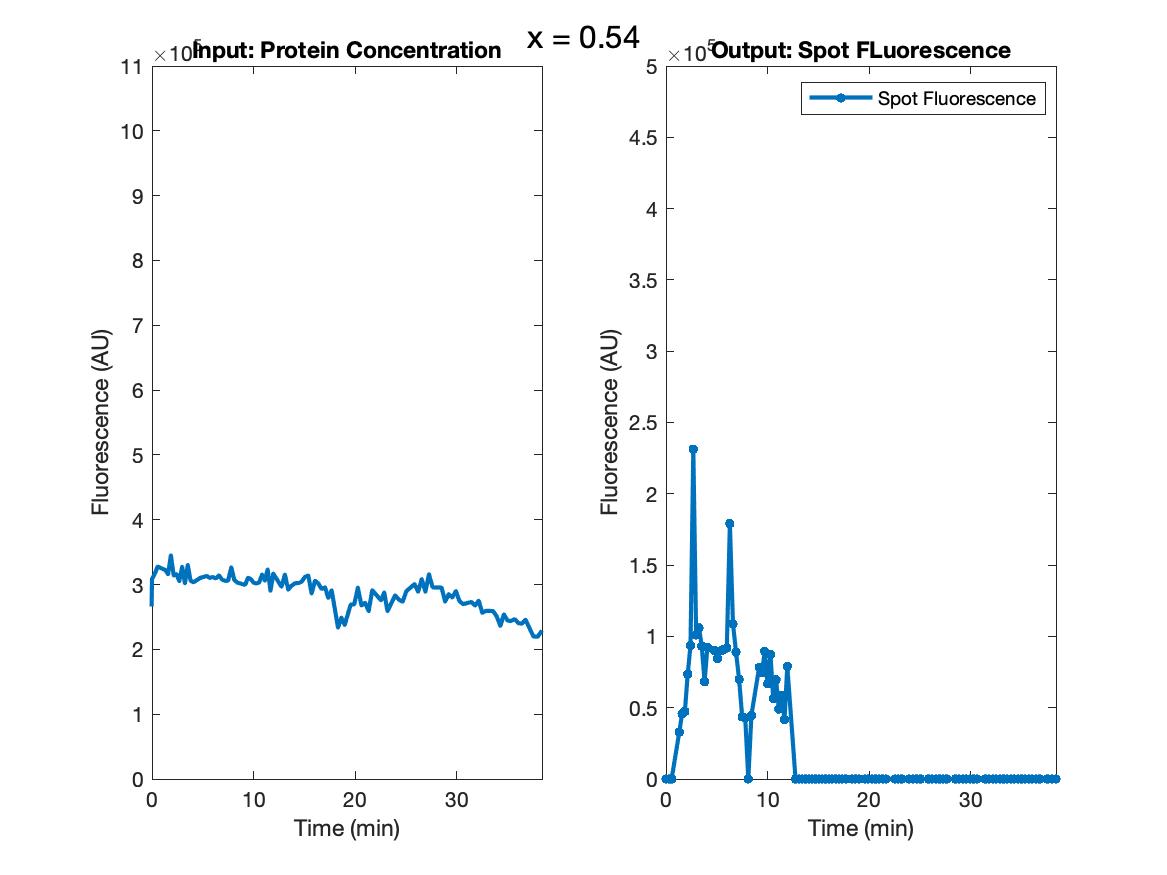 x = 0.54
×10⁵
Input: Protein Concentration
11
10
9
8
7
6
5
4
3
2
1
0
Fluorescence (AU)
0 10 20 30
Time (min)
×10⁵
Output: Spot FLuorescence
Spot Fluorescence
5
4.5
4
3.5
3
2.5
2
1.5
1
0.5
0
Fluorescence (AU)
0 10 20 30
Time (min)